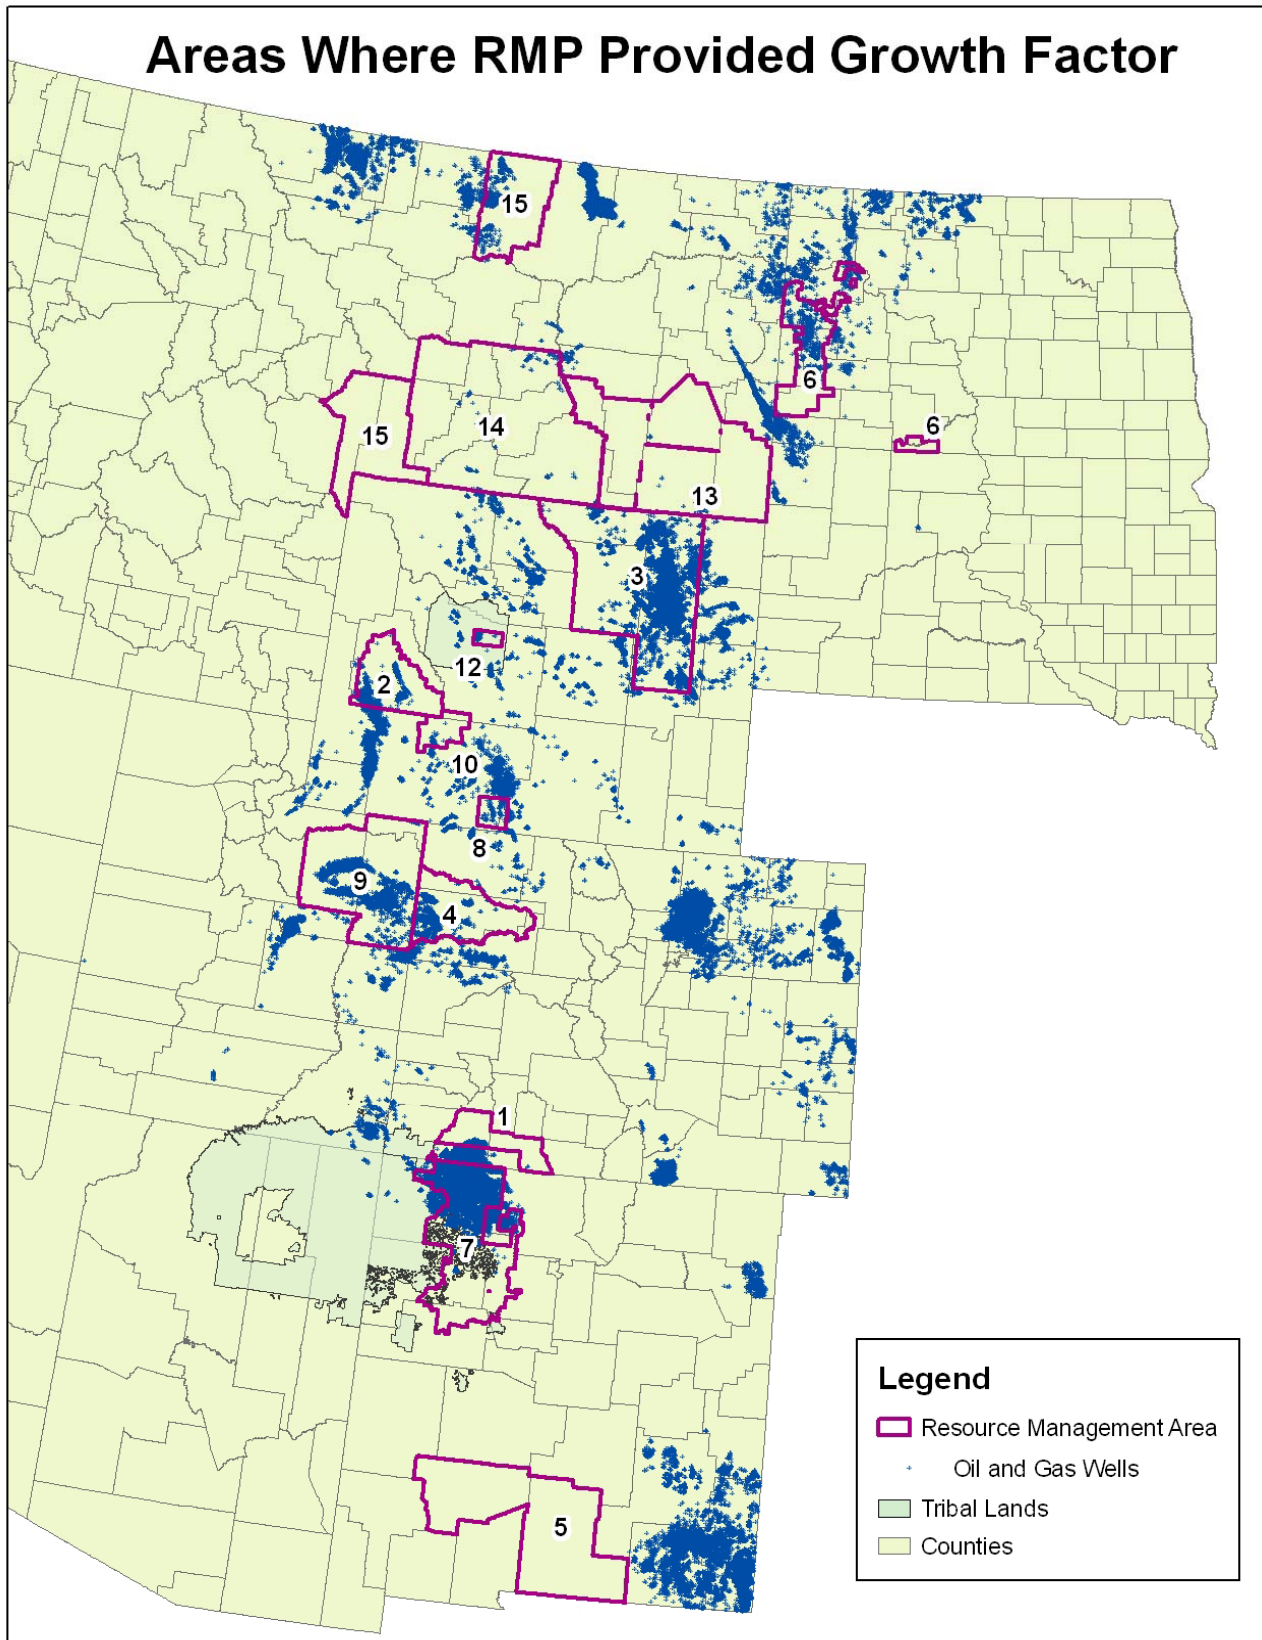 Areas Where RMP Provided Growth Factor
15
6
6
14
15
13
3
12
2
10
8
9
4
1
7
5
Legend
Resource Management Area
Oil and Gas Wells
Tribal Lands
Counties